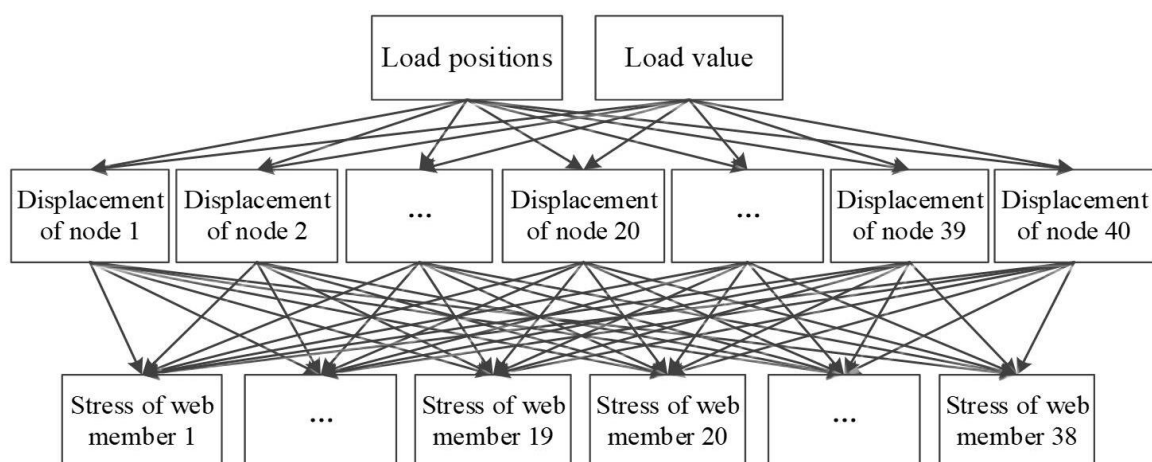 Load positions
Load value
Displacement
of node 1
Displacement
of node 2
...
Displacement
of node 20
...
Displacement
of node 39
Displacement
of node 40
Stress of web
member 1
...
Stress of web
member 19
Stress of web
member 20
...
Stress of web
member 38